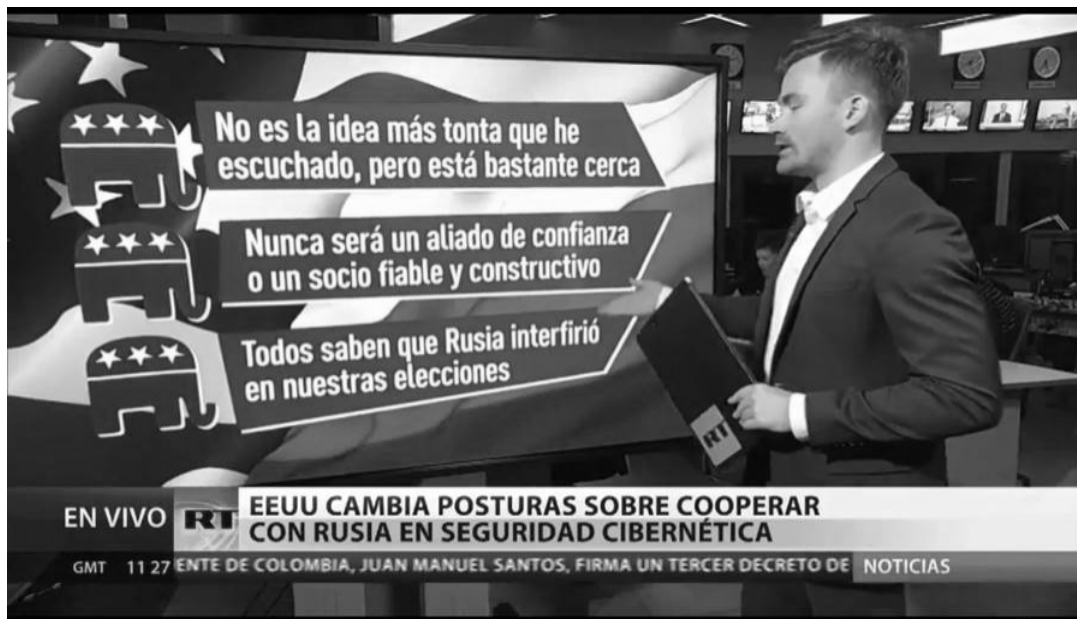 No es la idea más tonta que he
escuchado, pero está bastante cerca
Nunca será un aliado de confianza
o un socio fiable y constructivo
Todos saben que Rusia interfirió
en nuestras elecciones
RT
EN VIVO RT
EEUU CAMBIA POSTURAS SOBRE COOPERAR
CON RUSIA EN SEGURIDAD CIBERNÉTICA
GMT 11 27 ENTE DE COLOMBIA, JUAN MANUEL SANTOS, FIRMA UN TERCER DECRETO DE NOTICIAS